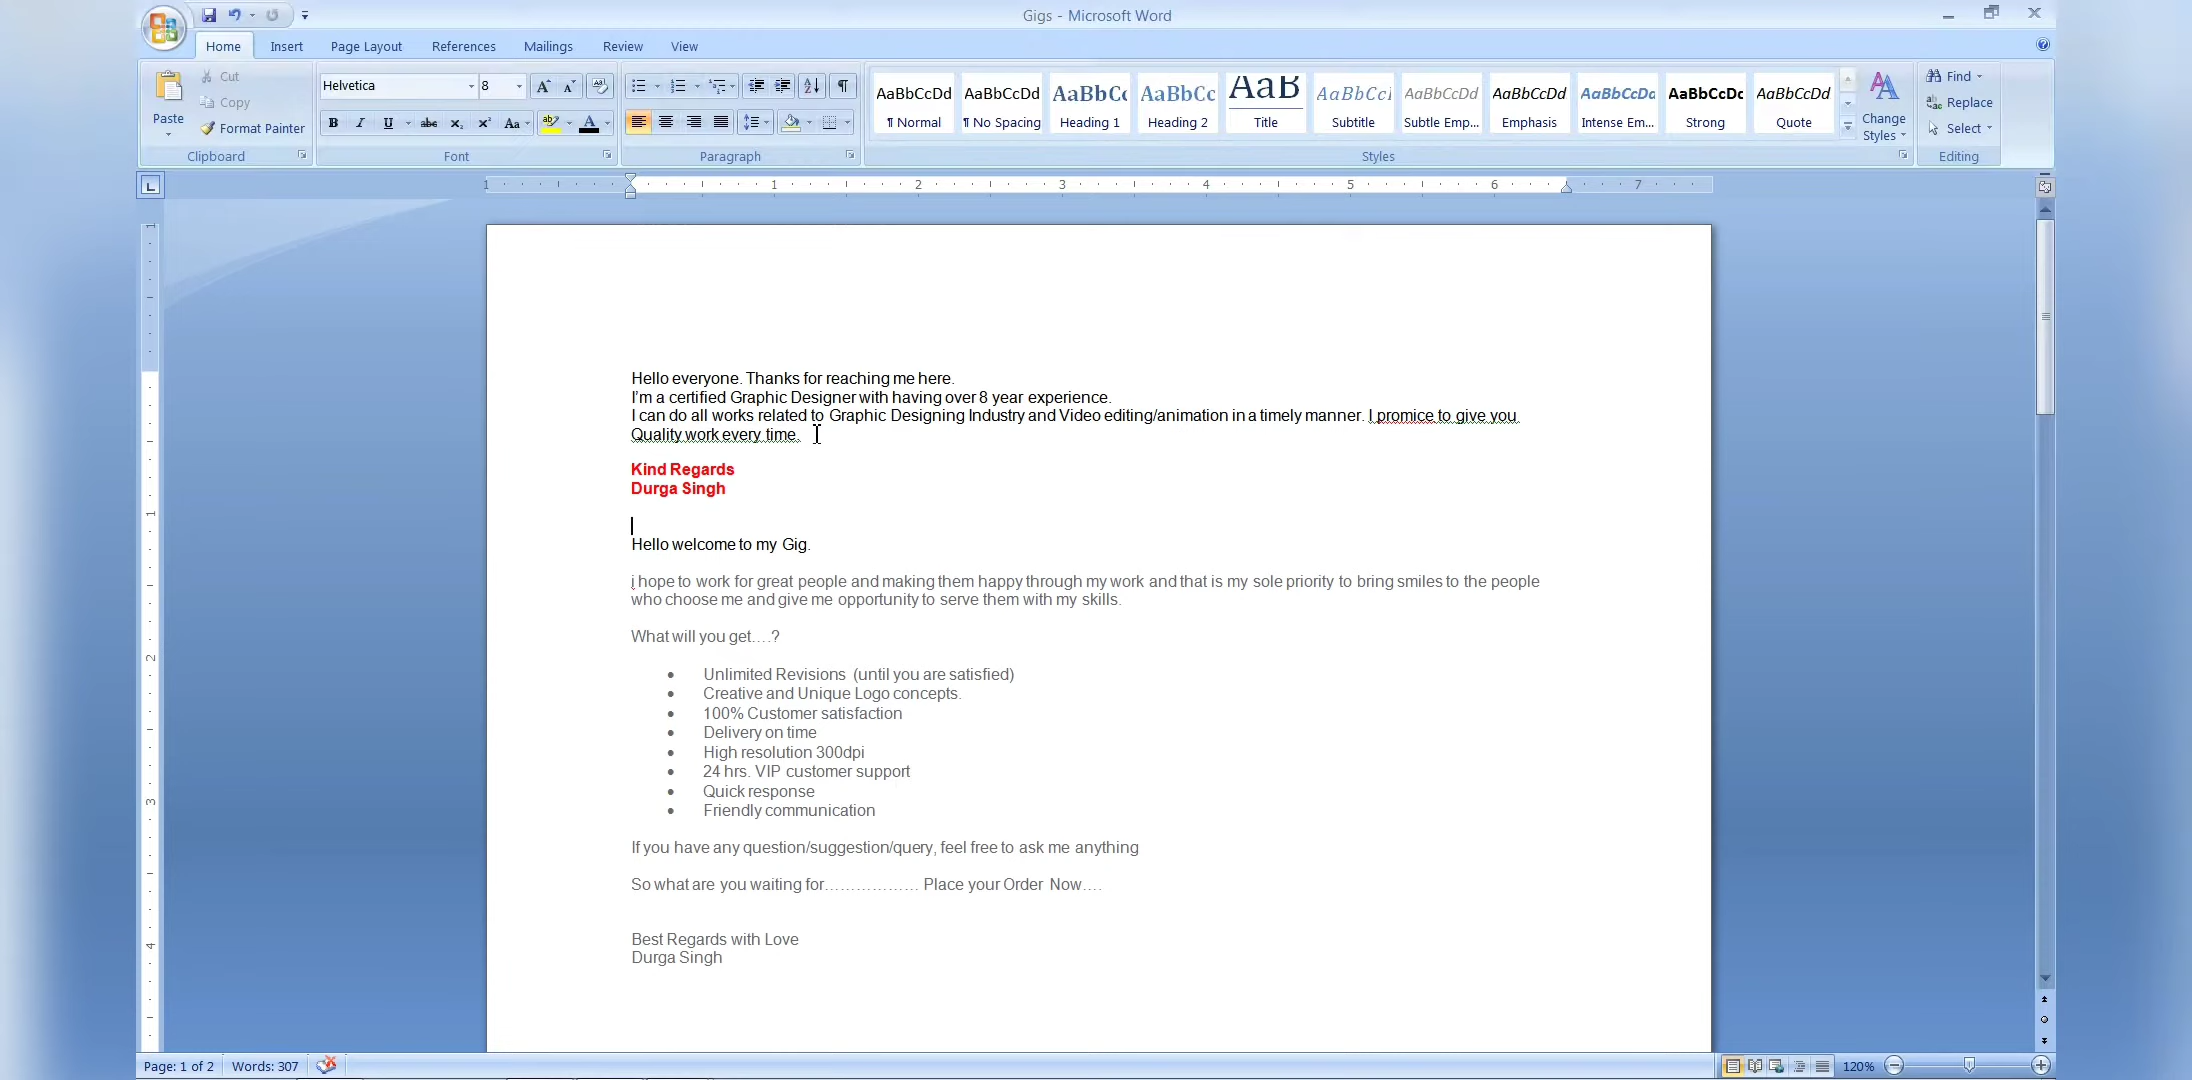 Gigs - Microsoft Word
Home Insert Page Layout References Mailings Review View
Paste
Cut
Copy
Format Painter
Clipboard
Helvetica 8
Font
Paragraph
AaBbCcDd AaBbCcDd AaBbCc AaBbCc AaB AaBbCcI AaBbCcDd AaBbCcDd AaBbCcDd AaBbCcDc AaBbCcDd
¶ Normal ¶ No Spacing Heading 1 Heading 2 Title Subtitle Subtle Emp... Emphasis Intense Em... Strong Quote
Change Styles
Styles
Find
Replace
Select
Editing
1 1 2 3 4 5 6 7
Hello everyone. Thanks for reaching me here.
I'm a certified Graphic Designer with having over 8 year experience.
I can do all works related to Graphic Designing Industry and Video editing/animation in a timely manner. I promice to give you
Quality work every time.
Kind Regards
Durga Singh
Hello welcome to my Gig.
i hope to work for great people and making them happy through my work and that is my sole priority to bring smiles to the people
who choose me and give me opportunity to serve them with my skills.
What will you get….?
• Unlimited Revisions (until you are satisfied)
• Creative and Unique Logo concepts.
• 100% Customer satisfaction
• Delivery on time
• High resolution 300dpi
• 24 hrs. VIP customer support
• Quick response
• Friendly communication
If you have any question/suggestion/query, feel free to ask me anything
So what are you waiting for……………… Place your Order Now….
Best Regards with Love
Durga Singh
Page: 1 of 2 Words: 307 120%